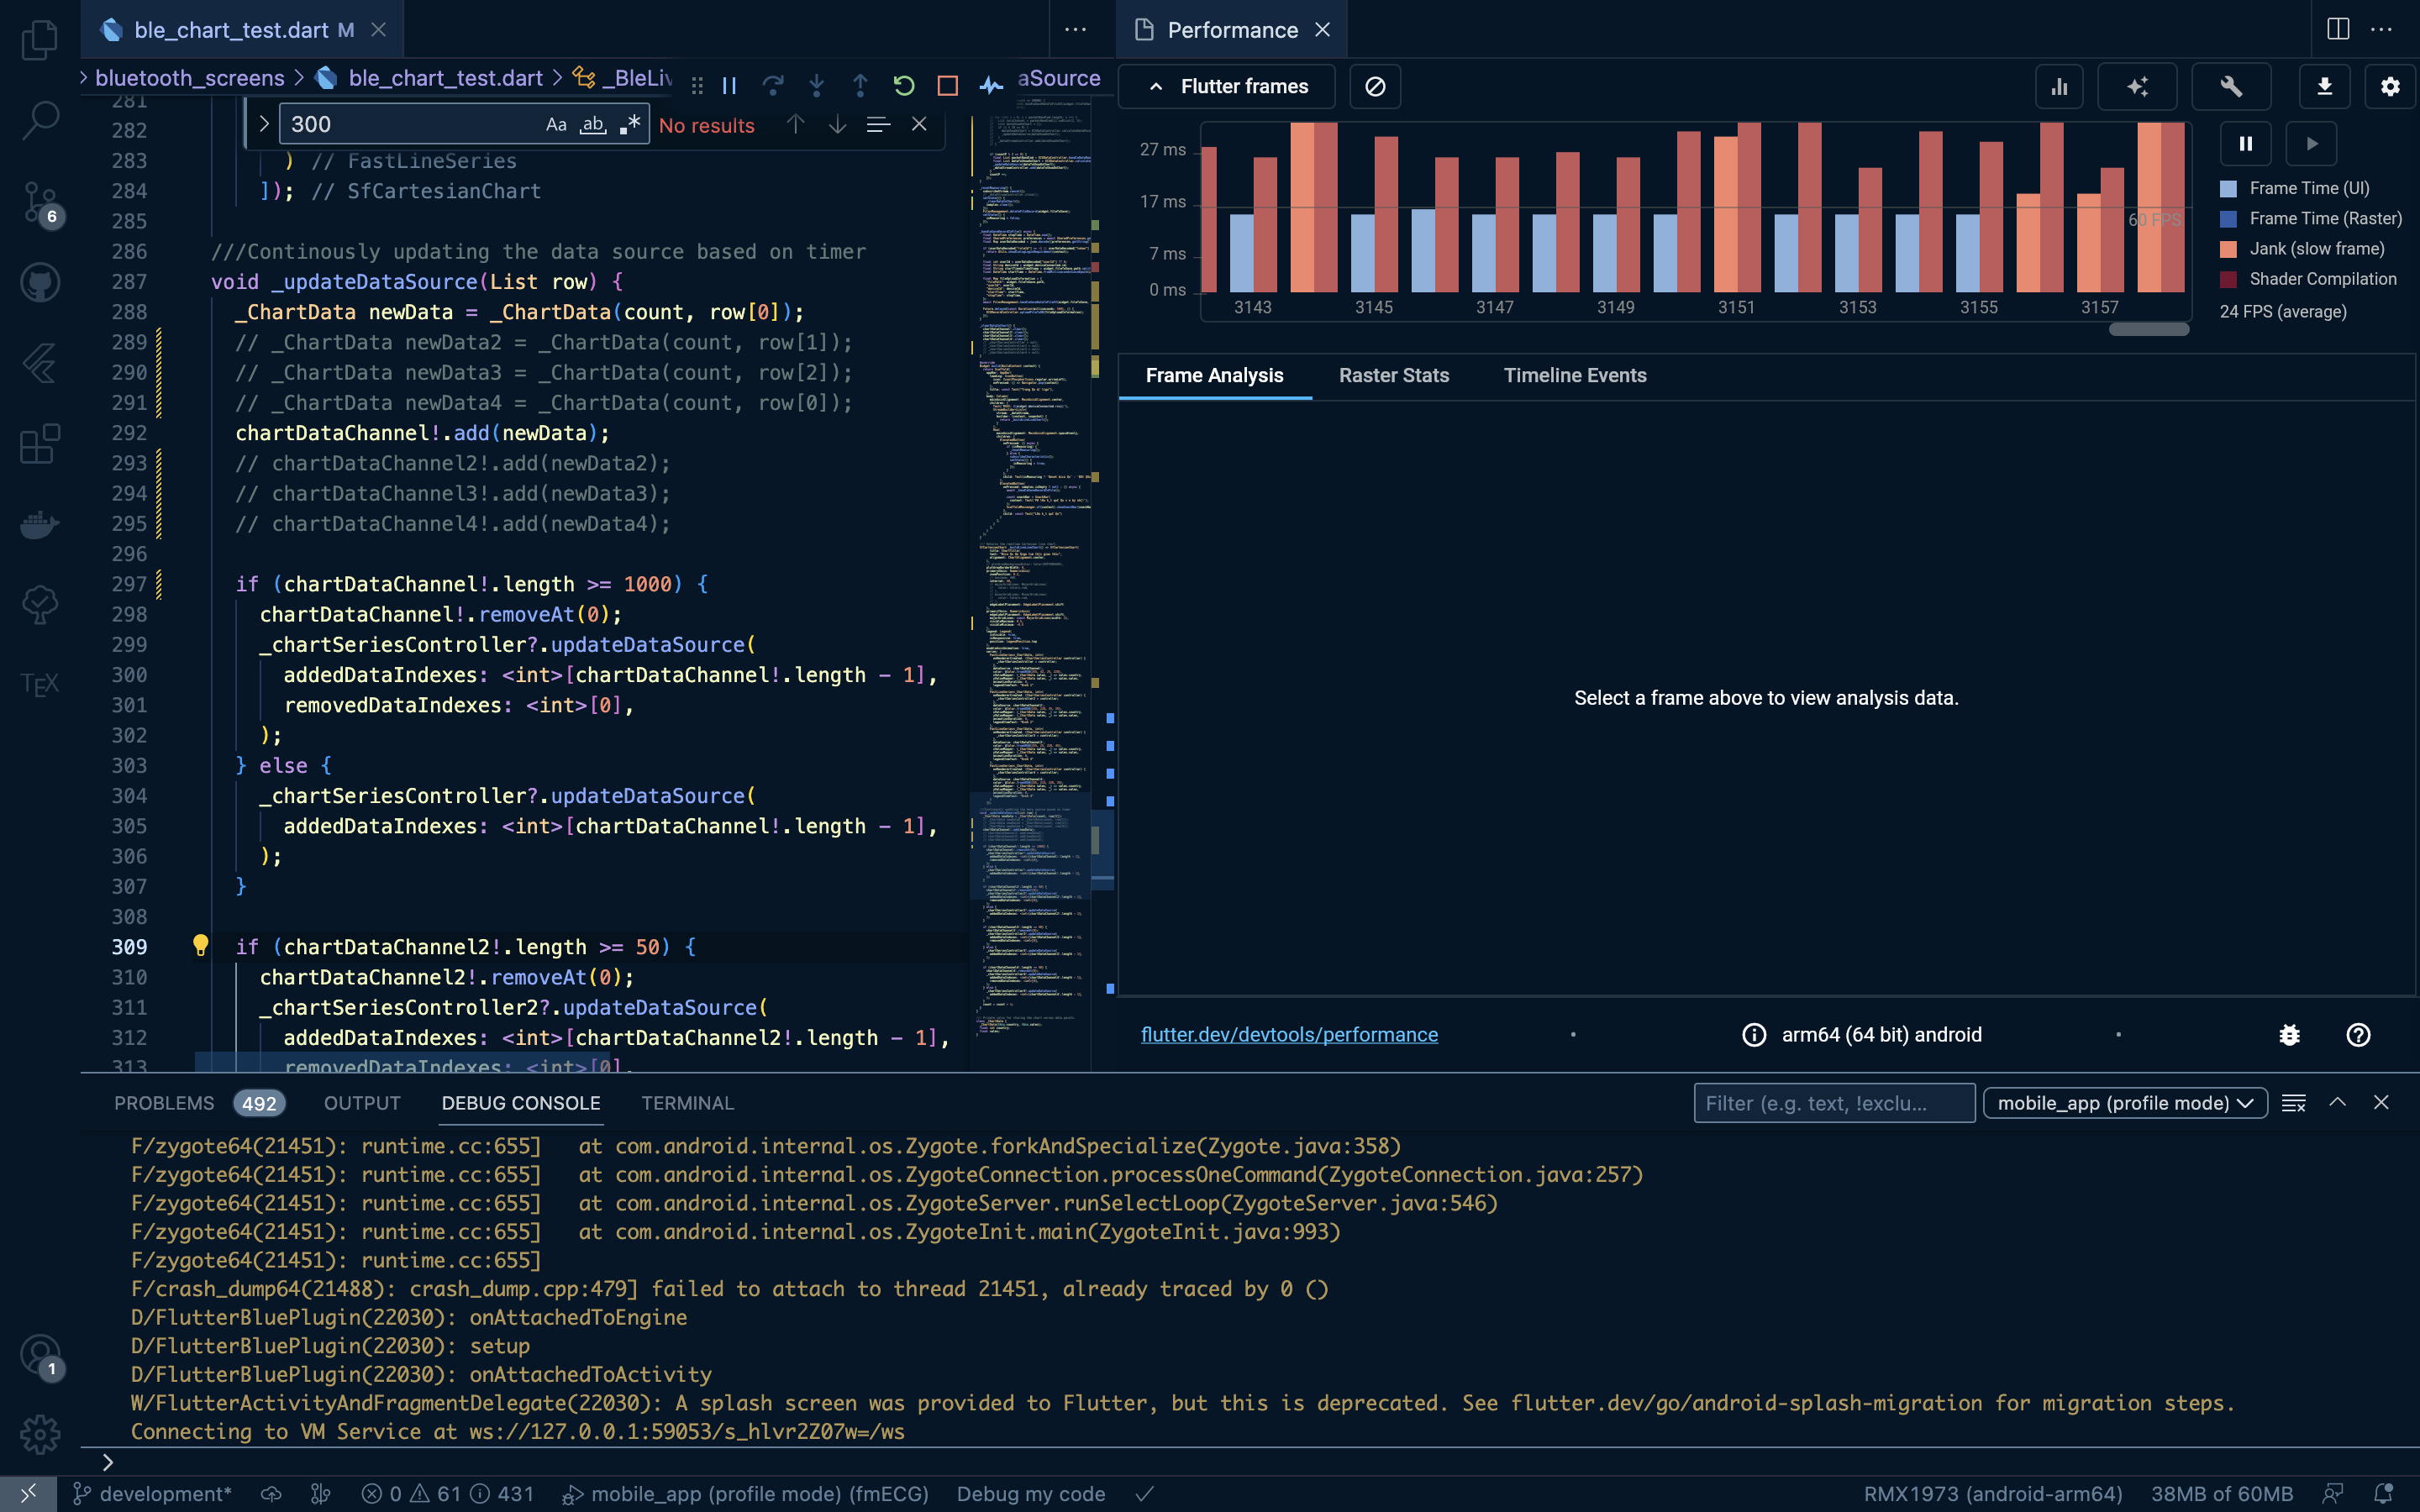 ble_chart_test.dart M
Performance
bluetooth_screens > ble_chart_test.dart > _BleLiv
aSource
Flutter frames
300
Aa ab .*
No results
281
282
283 ) // FastLineSeries
284 ]); // SfCartesianChart
285
286 ///Continously updating the data source based on timer
287 void _updateDataSource(List row) {
288 _ChartData newData = _ChartData(count, row[0]);
289 // _ChartData newData2 = _ChartData(count, row[1]);
290 // _ChartData newData3 = _ChartData(count, row[2]);
291 // _ChartData newData4 = _ChartData(count, row[0]);
292 chartDataChannel!.add(newData);
293 // chartDataChannel2!.add(newData2);
294 // chartDataChannel3!.add(newData3);
295 // chartDataChannel4!.add(newData4);
296
297 if (chartDataChannel!.length >= 1000) {
298 chartDataChannel!.removeAt(0);
299 _chartSeriesController?.updateDataSource(
300 addedDataIndexes: <int>[chartDataChannel!.length - 1],
301 removedDataIndexes: <int>[0],
302 );
303 } else {
304 _chartSeriesController?.updateDataSource(
305 addedDataIndexes: <int>[chartDataChannel!.length - 1],
306 );
307 }
308
309 if (chartDataChannel2!.length >= 50) {
310 chartDataChannel2!.removeAt(0);
311 _chartSeriesController2?.updateDataSource(
312 addedDataIndexes: <int>[chartDataChannel2!.length - 1],
313 removedDataIndexes: <int>[0],
27 ms
17 ms
7 ms
0 ms
60 FPS
3143 3145 3147 3149 3151 3153 3155 3157
Frame Time (UI)
Frame Time (Raster)
Jank (slow frame)
Shader Compilation
24 FPS (average)
Frame Analysis Raster Stats Timeline Events
Select a frame above to view analysis data.
flutter.dev/devtools/performance • arm64 (64 bit) android •
6
TEX
1
PROBLEMS 492 OUTPUT DEBUG CONSOLE TERMINAL
Filter (e.g. text, !exclu...
mobile_app (profile mode)
F/zygote64(21451): runtime.cc:655] at com.android.internal.os.Zygote.forkAndSpecialize(Zygote.java:358)
F/zygote64(21451): runtime.cc:655] at com.android.internal.os.ZygoteConnection.processOneCommand(ZygoteConnection.java:257)
F/zygote64(21451): runtime.cc:655] at com.android.internal.os.ZygoteServer.runSelectLoop(ZygoteServer.java:546)
F/zygote64(21451): runtime.cc:655] at com.android.internal.os.ZygoteInit.main(ZygoteInit.java:993)
F/zygote64(21451): runtime.cc:655]
F/crash_dump64(21488): crash_dump.cpp:479] failed to attach to thread 21451, already traced by 0 ()
D/FlutterBluePlugin(22030): onAttachedToEngine
D/FlutterBluePlugin(22030): setup
D/FlutterBluePlugin(22030): onAttachedToActivity
W/FlutterActivityAndFragmentDelegate(22030): A splash screen was provided to Flutter, but this is deprecated. See flutter.dev/go/android-splash-migration for migration steps.
Connecting to VM Service at ws://127.0.0.1:59053/s_hlvr2Z07w=/ws
development* 0 61 431 mobile_app (profile mode) (fmECG) Debug my code RMX1973 (android-arm64) 38MB of 60MB